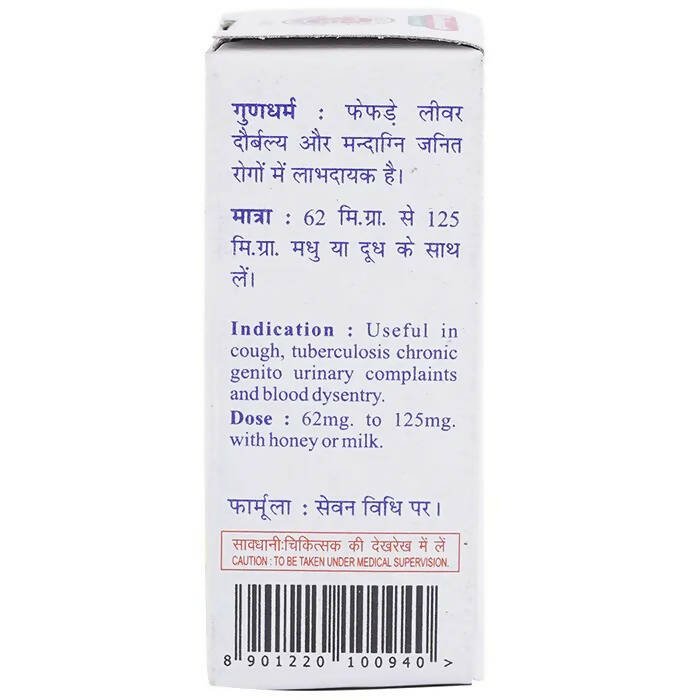 गुणधर्म : फेफड़े लीवर
दौर्बल्य और मन्दाग्नि जनित
रोगों में लाभदायक है।
मात्रा : 62 मि.ग्रा. से 125
मि.ग्रा. मधु या दूध के साथ
लें।
Indication : Useful in
cough, tuberculosis chronic
genito urinary complaints
and blood dysentry.
Dose : 62mg. to 125mg.
with honey or milk.
फार्मूला : सेवन विधि पर।
सावधानी:चिकित्सक की देखरेख में लें
CAUTION : TO BE TAKEN UNDER MEDICAL SUPERVISION.
8 901220 100940 >